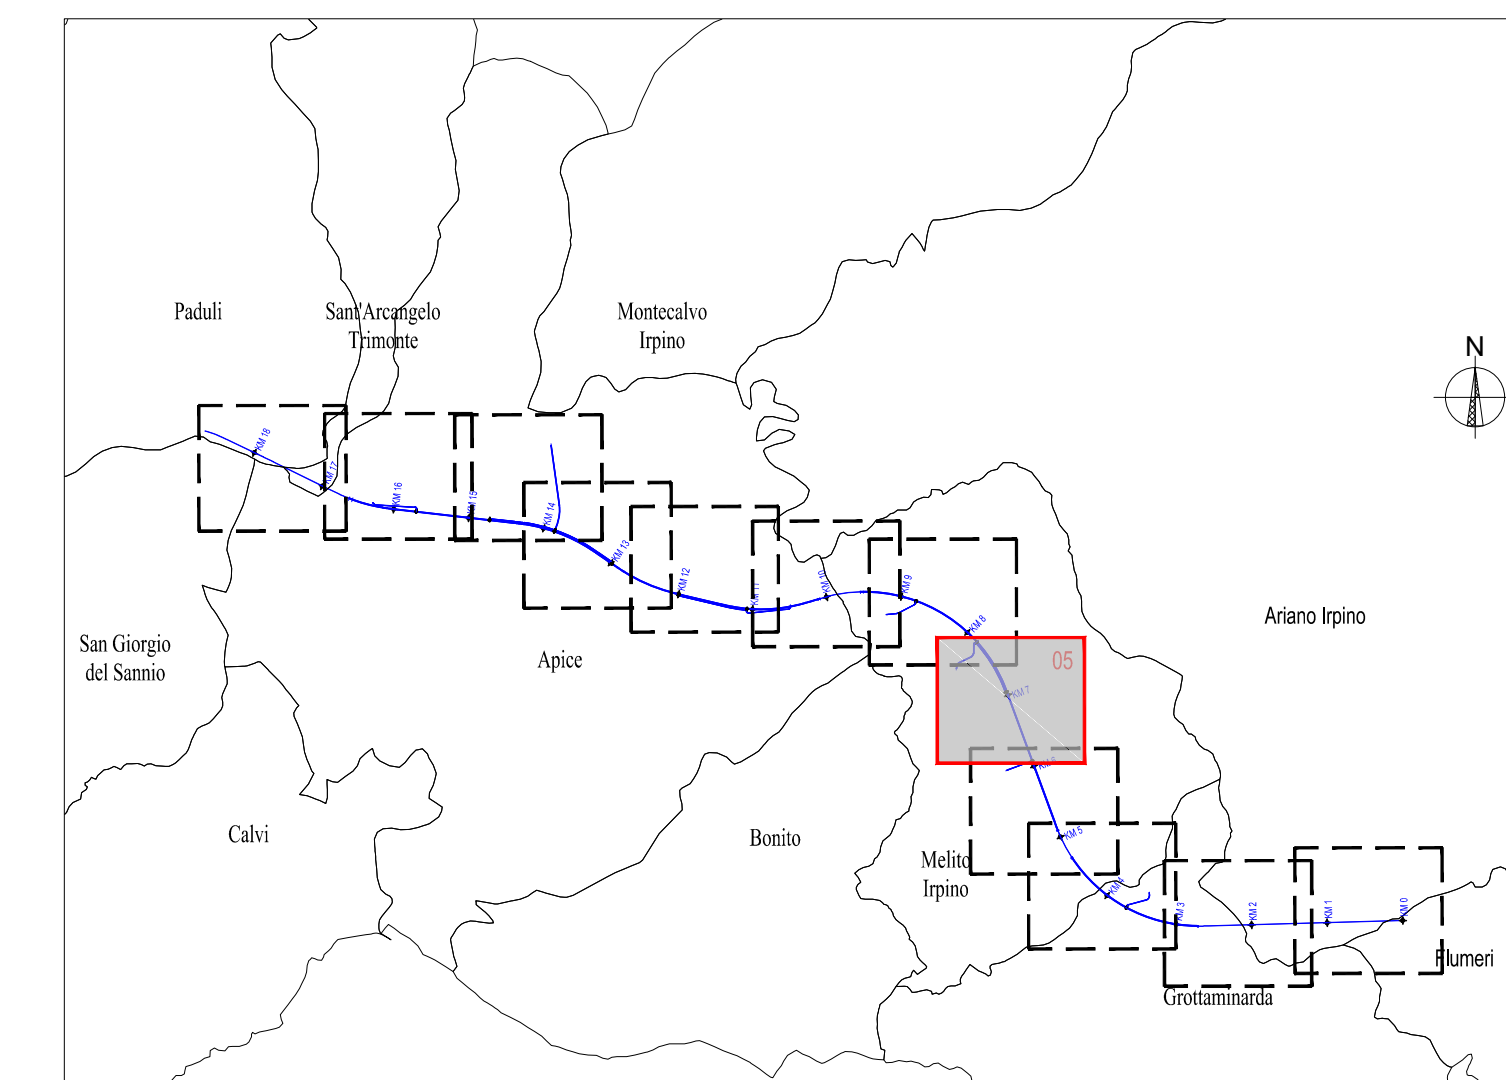 Paduli
Sant'Arcangelo
Trimonte
Montecalvo
Irpino
N
KM 18
KM 17
KM 16
KM 15
KM 14
KM 13
KM 12
KM 11
KM 10
KM 9
KM 8
Ariano Irpino
San Giorgio
del Sannio
Apice
05
KM 7
KM 6
Calvi
Bonito
KM 5
Melito
Irpino
KM 4
KM 3
KM 2
KM 1
KM 0
Flumeri
Grottaminarda